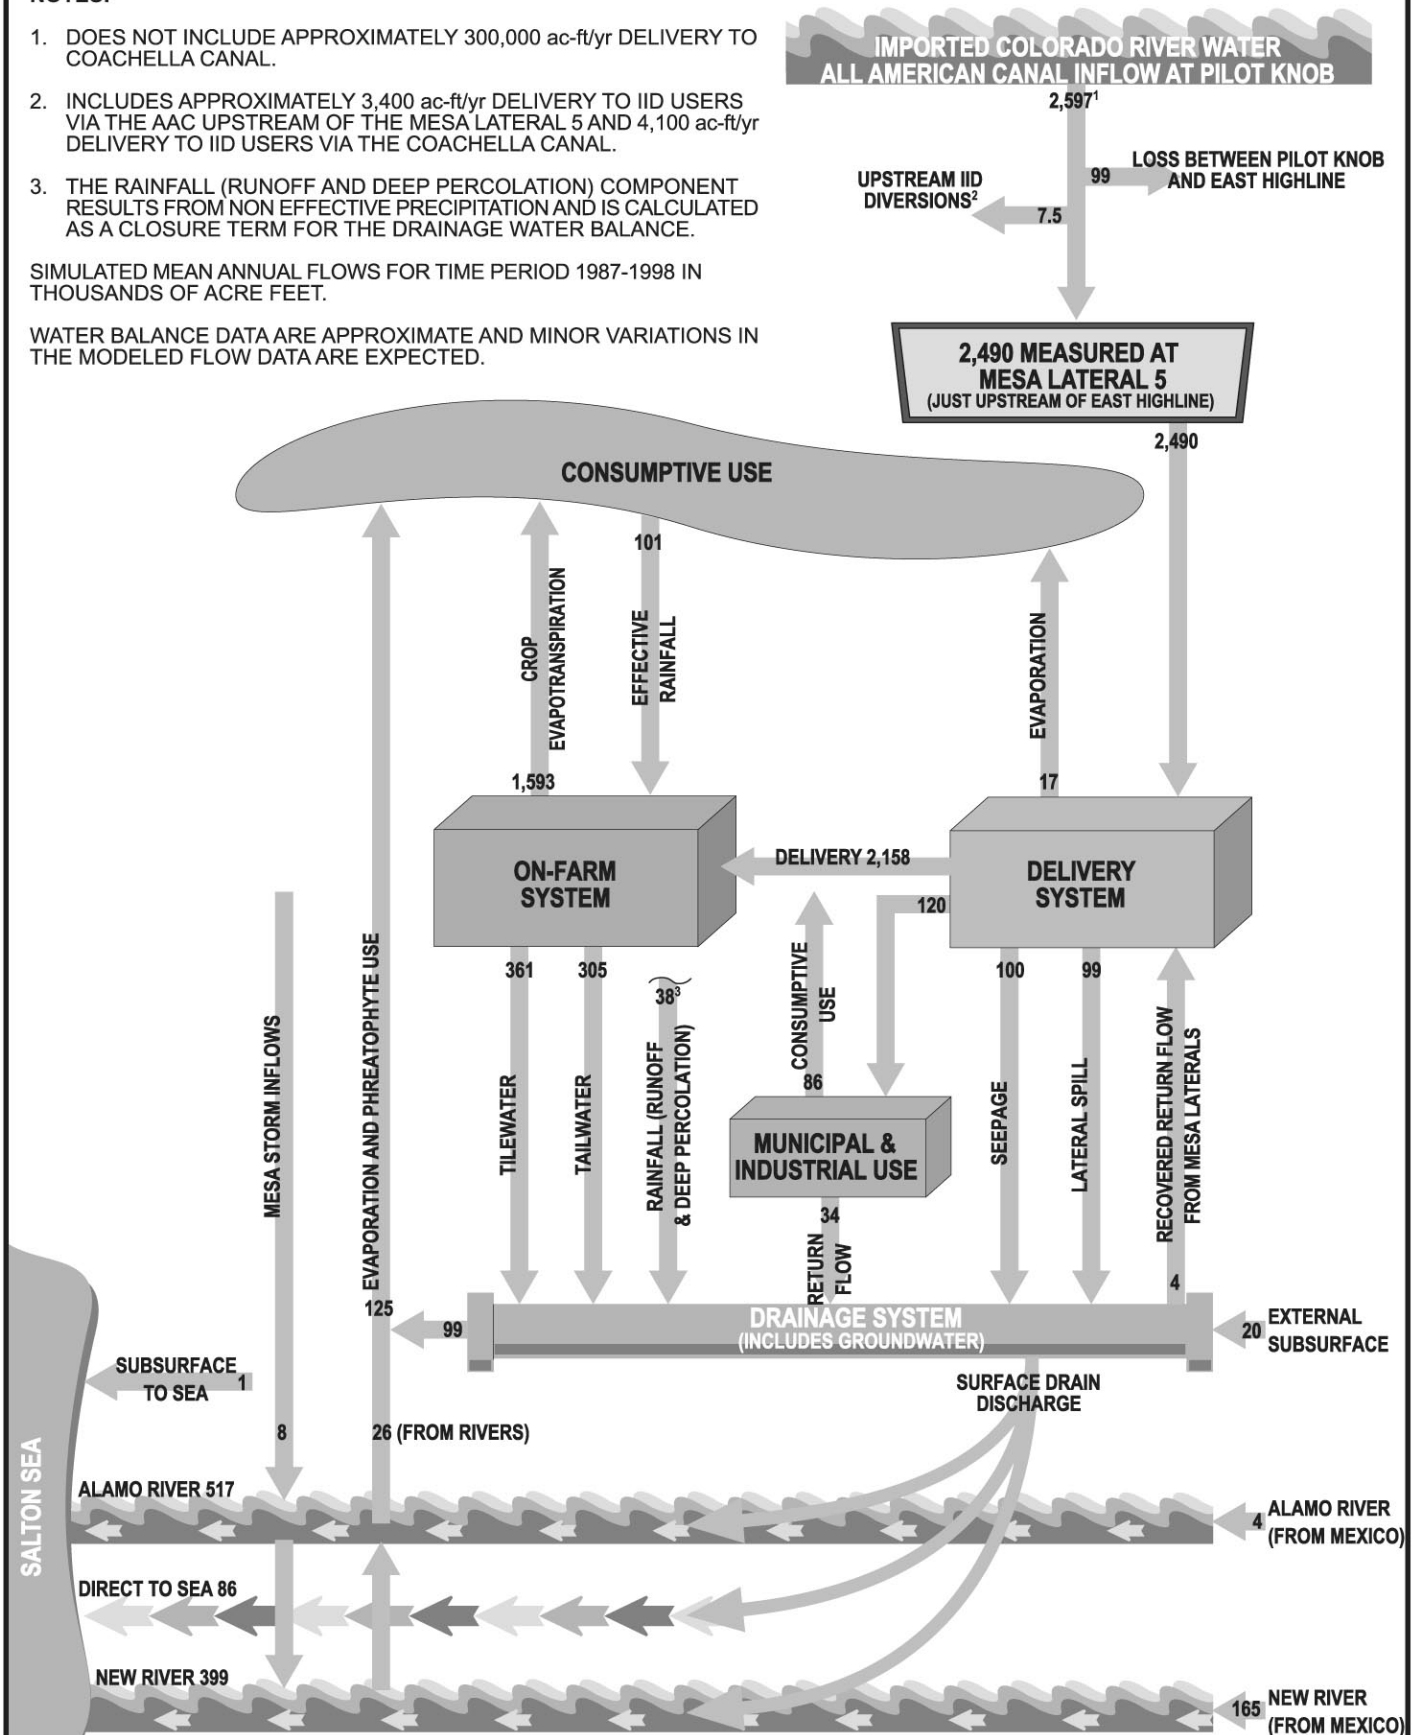 NOTES:
1. DOES NOT INCLUDE APPROXIMATELY 300,000 ac-ft/yr DELIVERY TO
COACHELLA CANAL.
2. INCLUDES APPROXIMATELY 3,400 ac-ft/yr DELIVERY TO IID USERS
VIA THE AAC UPSTREAM OF THE MESA LATERAL 5 AND 4,100 ac-ft/yr
DELIVERY TO IID USERS VIA THE COACHELLA CANAL.
3. THE RAINFALL (RUNOFF AND DEEP PERCOLATION) COMPONENT
RESULTS FROM NON EFFECTIVE PRECIPITATION AND IS CALCULATED
AS A CLOSURE TERM FOR THE DRAINAGE WATER BALANCE.
SIMULATED MEAN ANNUAL FLOWS FOR TIME PERIOD 1987-1998 IN
THOUSANDS OF ACRE FEET.
WATER BALANCE DATA ARE APPROXIMATE AND MINOR VARIATIONS IN
THE MODELED FLOW DATA ARE EXPECTED.
IMPORTED COLORADO RIVER WATER
ALL AMERICAN CANAL INFLOW AT PILOT KNOB
2,597¹
99
LOSS BETWEEN PILOT KNOB
AND EAST HIGHLINE
UPSTREAM IID
DIVERSIONS²
7.5
2,490 MEASURED AT
MESA LATERAL 5
(JUST UPSTREAM OF EAST HIGHLINE)
2,490
CONSUMPTIVE USE
101
CROP
EVAPOTRANSPIRATION
EFFECTIVE
RAINFALL
EVAPORATION
1,593
17
ON-FARM
SYSTEM
DELIVERY 2,158
DELIVERY
SYSTEM
120
361
305
38³
100
99
MESA STORM INFLOWS
EVAPORATION AND PHREATOPHYTE USE
TILEWATER
TAILWATER
RAINFALL (RUNOFF
& DEEP PERCOLATION)
CONSUMPTIVE
USE
86
MUNICIPAL &
INDUSTRIAL USE
34
RETURN
FLOW
SEEPAGE
LATERAL SPILL
RECOVERED RETURN FLOW
FROM MESA LATERALS
4
125
99
DRAINAGE SYSTEM
(INCLUDES GROUNDWATER)
20
EXTERNAL
SUBSURFACE
SUBSURFACE
TO SEA
1
SURFACE DRAIN
DISCHARGE
8
26 (FROM RIVERS)
SALTON SEA
ALAMO RIVER 517
4
ALAMO RIVER
(FROM MEXICO)
DIRECT TO SEA 86
NEW RIVER 399
165
NEW RIVER
(FROM MEXICO)